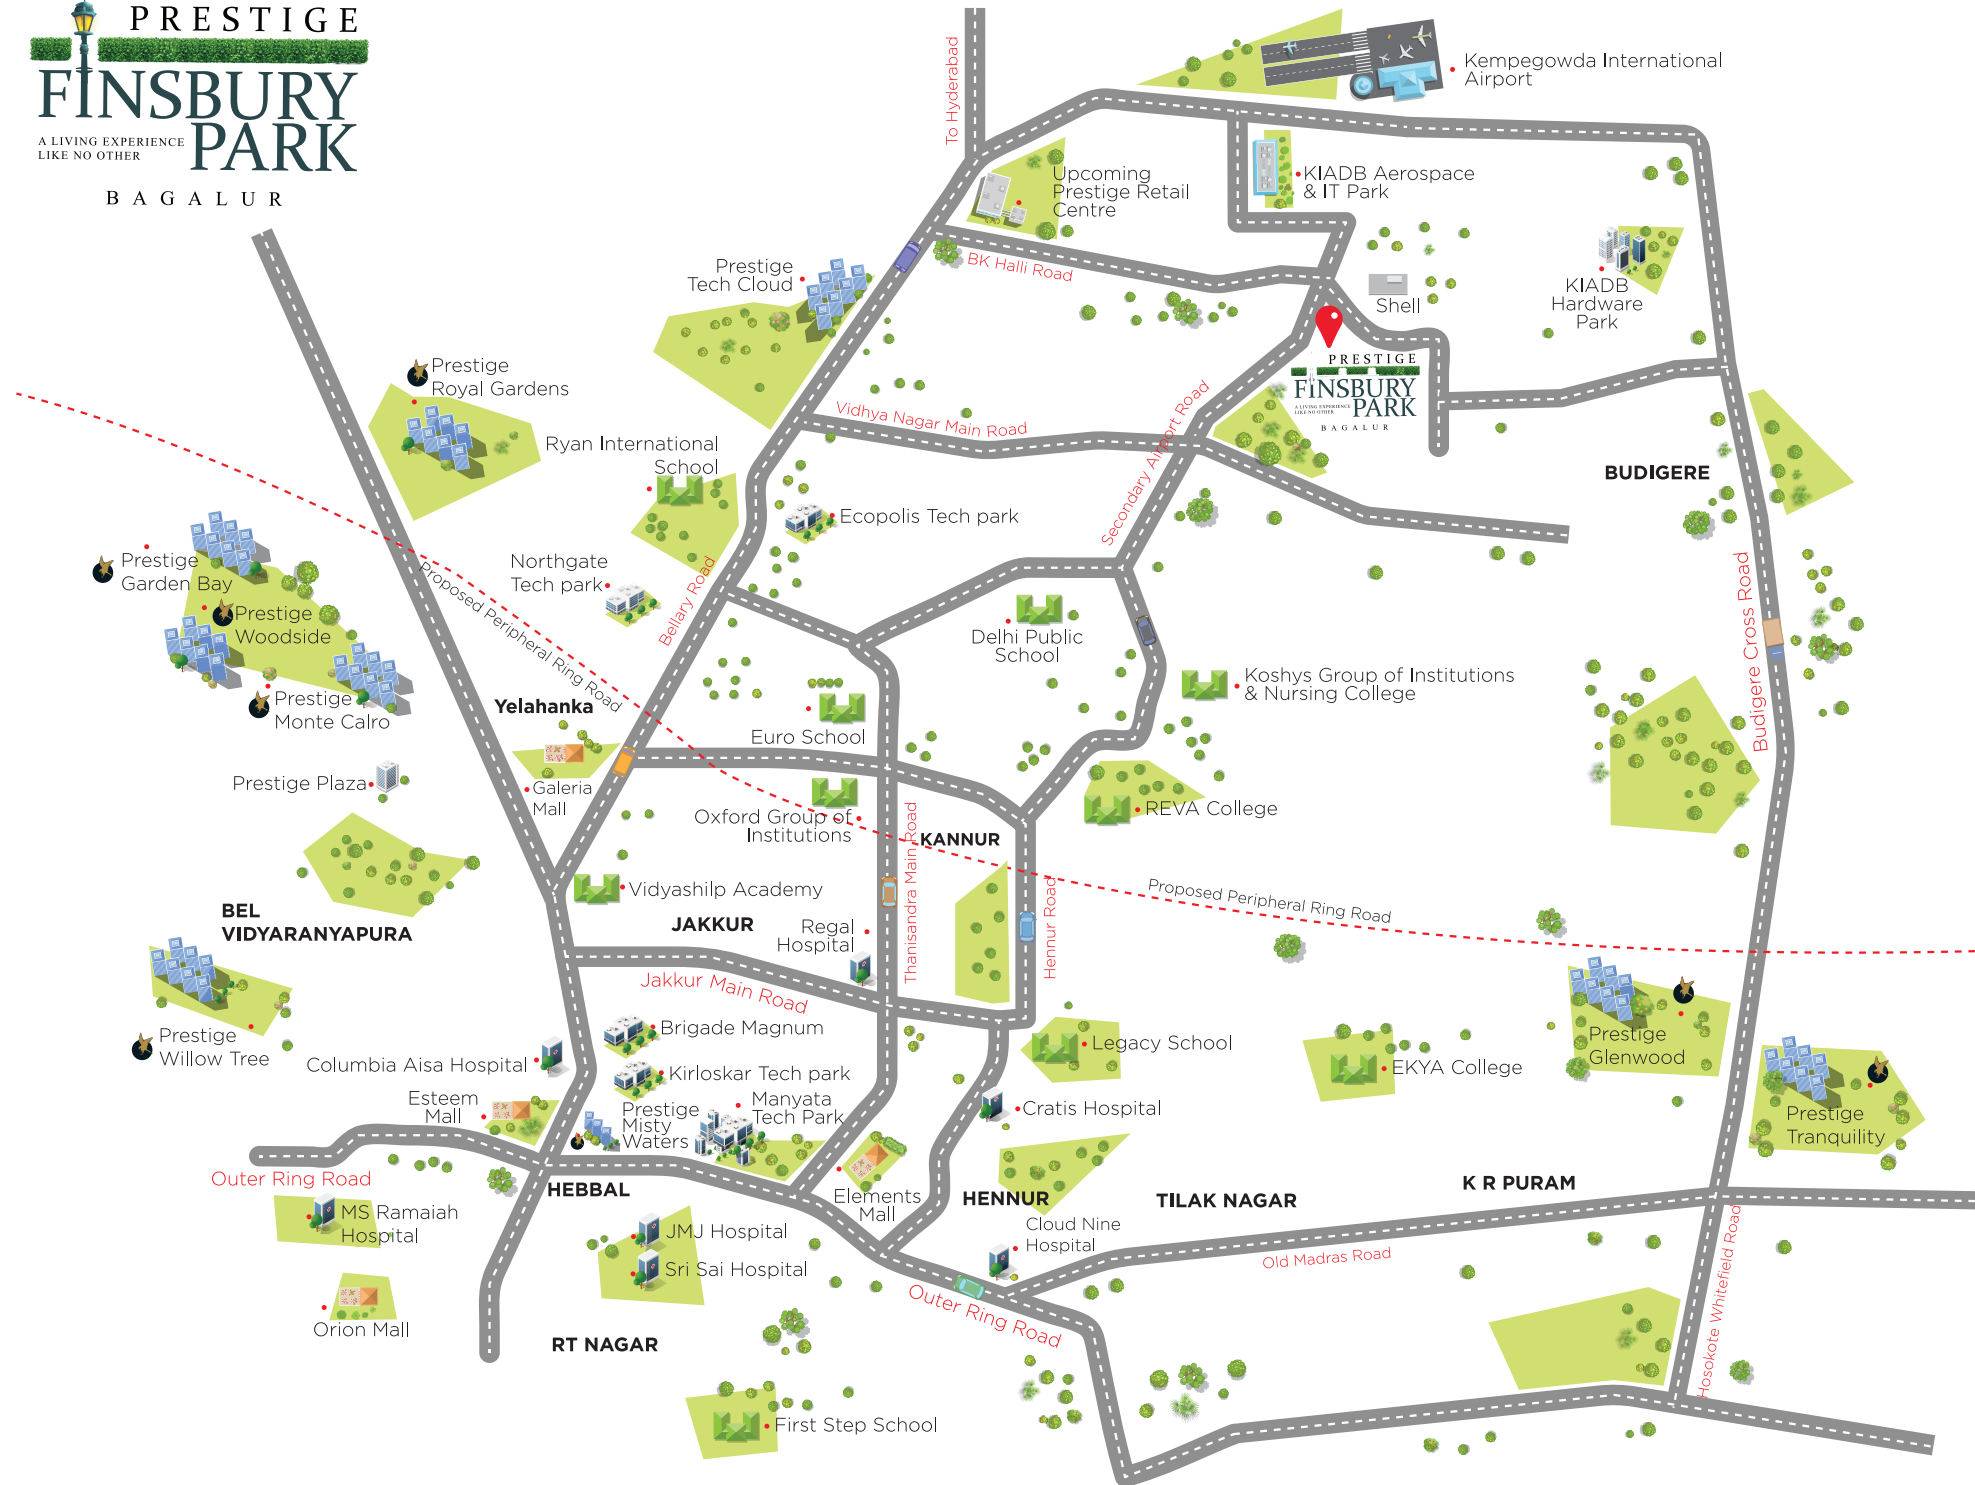 PRESTIGE
FINSBURY
PARK
A LIVING EXPERIENCE
LIKE NO OTHER
BAGALUR
To Hyderabad
Kempegowda International
Airport
Upcoming
Prestige Retail
Centre
KIADB Aerospace
& IT Park
BK Halli Road
Prestige
Tech Cloud
Shell
KIADB
Hardware
Park
PRESTIGE
FINSBURY
PARK
A LIVING EXPERIENCE
LIKE NO OTHER
BAGALUR
Prestige
Royal Gardens
Vidhya Nagar Main Road
Secondary Airport Road
Ryan International
School
BUDIGERE
Ecopolis Tech park
Northgate
Tech park
Bellary Road
Proposed Peripheral Ring Road
Prestige
Garden Bay
Prestige
Woodside
Prestige
Monte Calro
Delhi Public
School
Koshys Group of Institutions
& Nursing College
Budigere Cross Road
Yelahanka
Euro School
Prestige Plaza
Galeria
Mall
Oxford Group of
Institutions
KANNUR
REVA College
Thanisandra Main Road
Hennur Road
Proposed Peripheral Ring Road
Vidyashilp Academy
BEL
VIDYARANYAPURA
JAKKUR
Regal
Hospital
Jakkur Main Road
Prestige
Willow Tree
Brigade Magnum
Columbia Aisa Hospital
Kirloskar Tech park
Legacy School
EKYA College
Prestige
Glenwood
Prestige
Tranquility
Esteem
Mall
Prestige
Misty
Waters
Manyata
Tech Park
Cratis Hospital
Outer Ring Road
HEBBAL
Elements
Mall
HENNUR
TILAK NAGAR
K R PURAM
MS Ramaiah
Hospital
JMJ Hospital
Sri Sai Hospital
Cloud Nine
Hospital
Old Madras Road
Hosokote Whitefield Road
Outer Ring Road
Orion Mall
RT NAGAR
First Step School